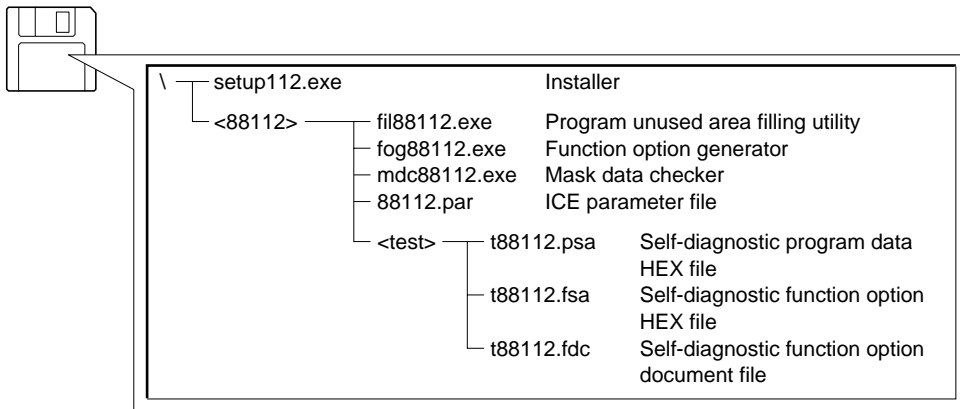 \ setup112.exe Installer
<88112> fil88112.exe Program unused area filling utility
fog88112.exe Function option generator
mdc88112.exe Mask data checker
88112.par ICE parameter file
<test> t88112.psa Self-diagnostic program data
HEX file
t88112.fsa Self-diagnostic function option
HEX file
t88112.fdc Self-diagnostic function option
document file